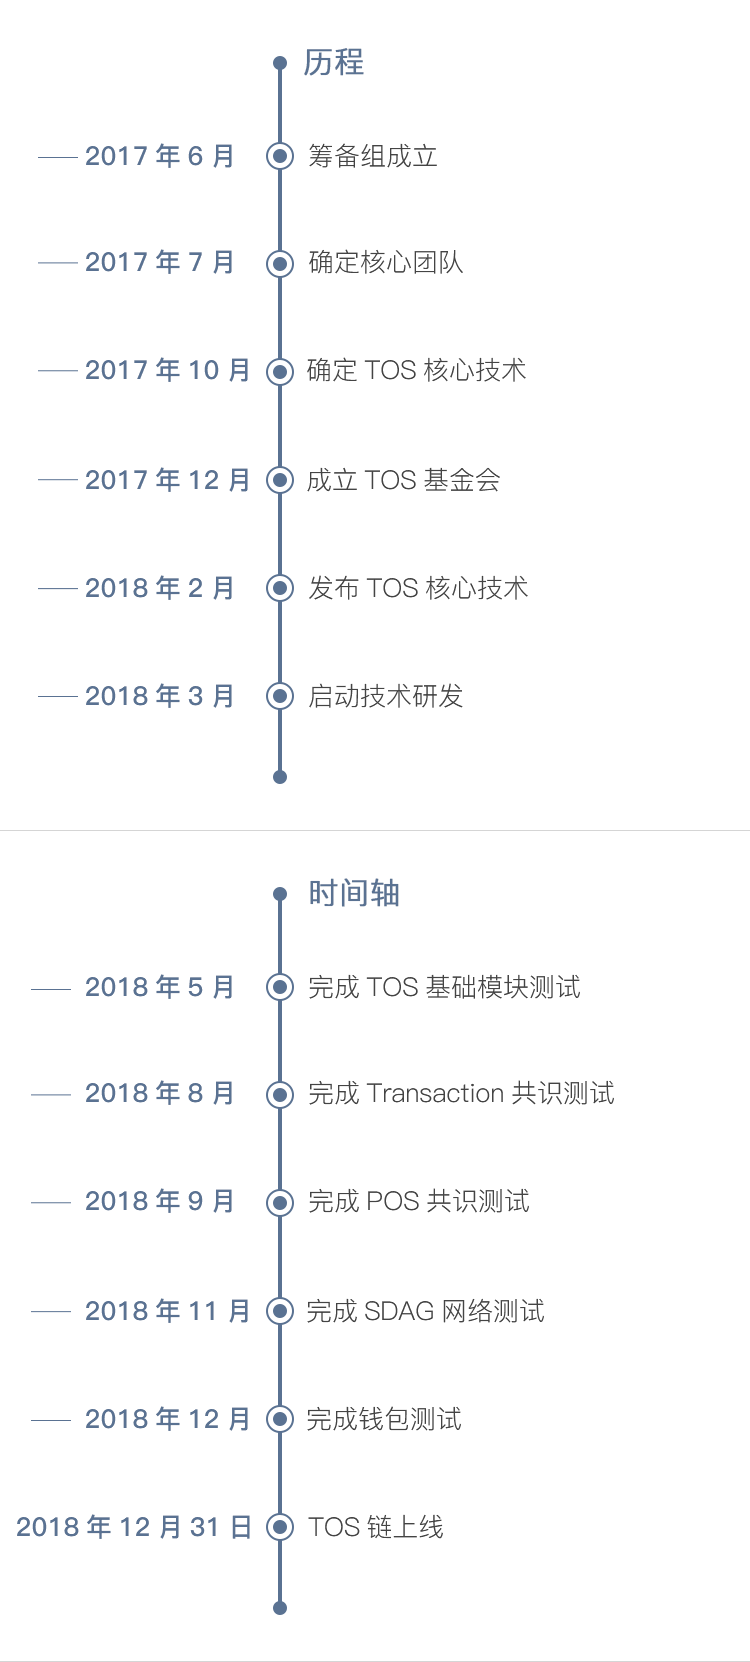 历程
2017 年 6 月 筹备组成立
2017 年 7 月 确定核心团队
2017 年 10 月 确定 TOS 核心技术
2017 年 12 月 成立 TOS 基金会
2018 年 2 月 发布 TOS 核心技术
2018 年 3 月 启动技术研发
时间轴
2018 年 5 月 完成 TOS 基础模块测试
2018 年 8 月 完成 Transaction 共识测试
2018 年 9 月 完成 POS 共识测试
2018 年 11 月 完成 SDAG 网络测试
2018 年 12 月 完成钱包测试
2018 年 12 月 31 日 TOS 链上线